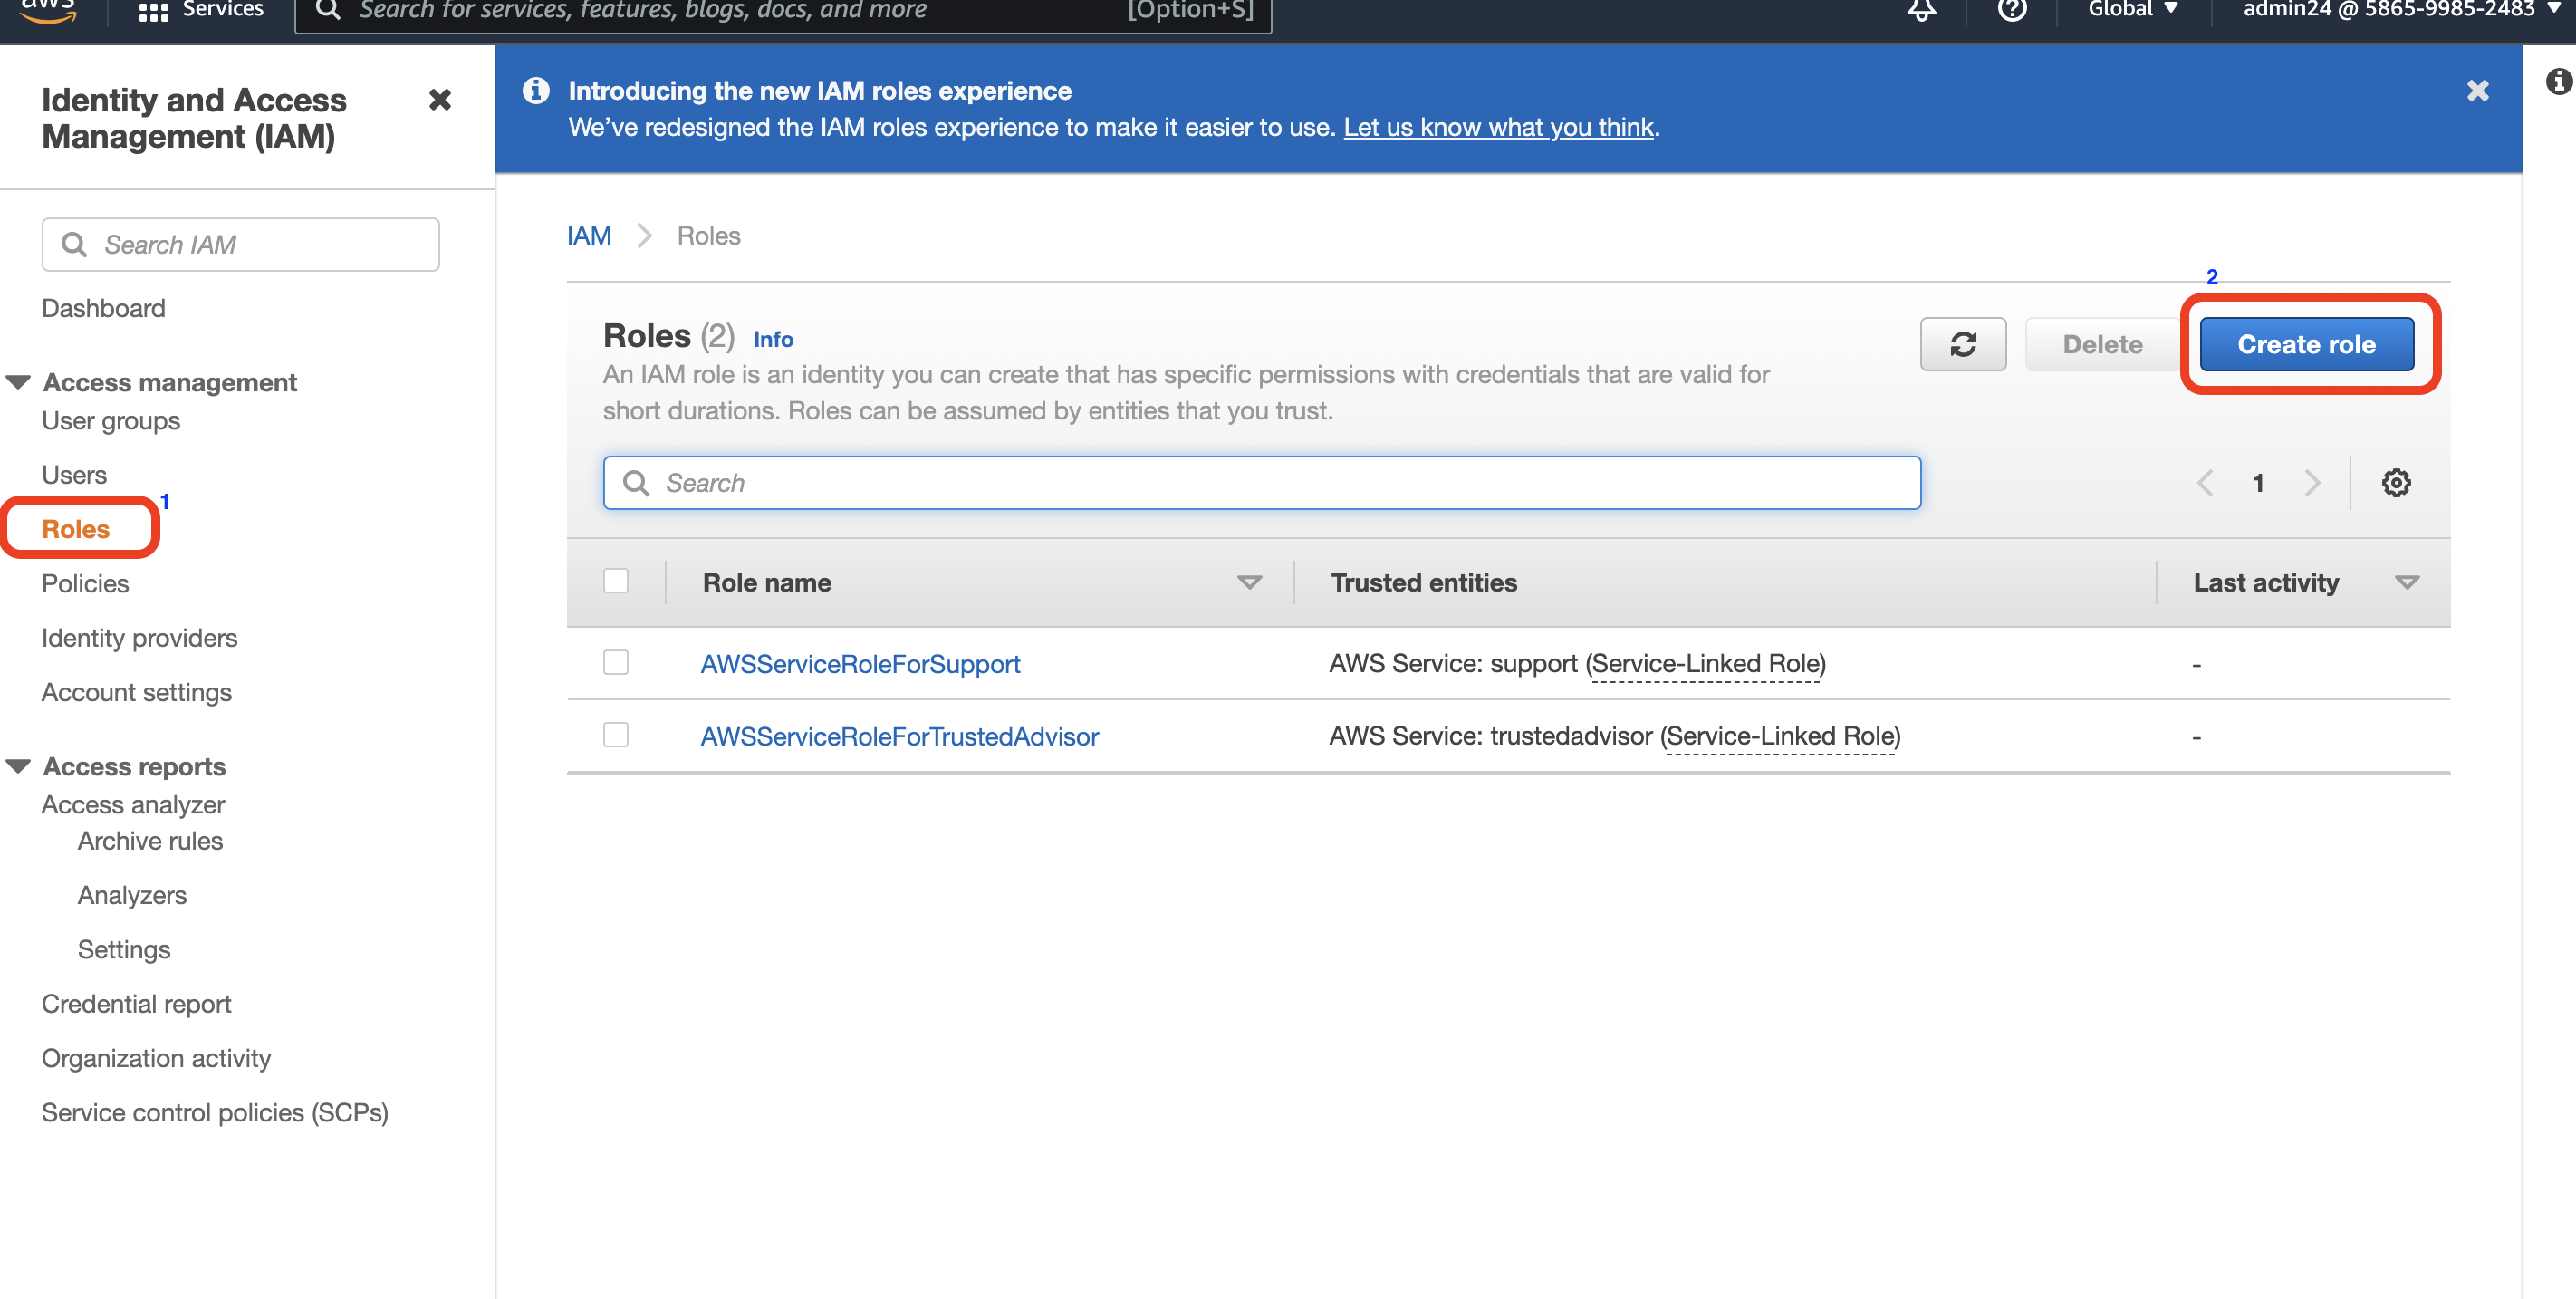 aws
Services
Search for services, features, blogs, docs, and more
[Option+S]
Global
admin24 @ 5865-9985-2483
Identity and Access
Management (IAM)
Search IAM
Dashboard
Access management
User groups
Users
1
Roles
Policies
Identity providers
Account settings
Access reports
Access analyzer
Archive rules
Analyzers
Settings
Credential report
Organization activity
Service control policies (SCPs)
Introducing the new IAM roles experience
We’ve redesigned the IAM roles experience to make it easier to use. Let us know what you think.
IAM
Roles
2
Roles (2) Info
Delete
Create role
An IAM role is an identity you can create that has specific permissions with credentials that are valid for
short durations. Roles can be assumed by entities that you trust.
Search
1
Role name
Trusted entities
Last activity
AWSServiceRoleForSupport
AWS Service: support (Service-Linked Role)
-
AWSServiceRoleForTrustedAdvisor
AWS Service: trustedadvisor (Service-Linked Role)
-